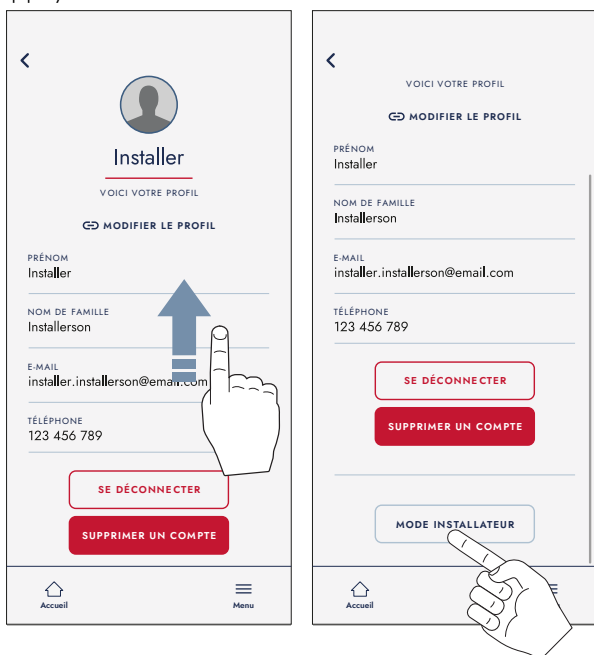 Installer
VOICI VOTRE PROFIL
MODIFIER LE PROFIL
PRÉNOM
Installer
NOM DE FAMILLE
Installerson
E-MAIL
installer.installerson@email.com
TÉLÉPHONE
123 456 789
SE DÉCONNECTER
SUPPRIMER UN COMPTE
Accueil
Menu
VOICI VOTRE PROFIL
MODIFIER LE PROFIL
PRÉNOM
Installer
NOM DE FAMILLE
Installerson
E-MAIL
installer.installerson@email.com
TÉLÉPHONE
123 456 789
SE DÉCONNECTER
SUPPRIMER UN COMPTE
MODE INSTALLATEUR
Accueil